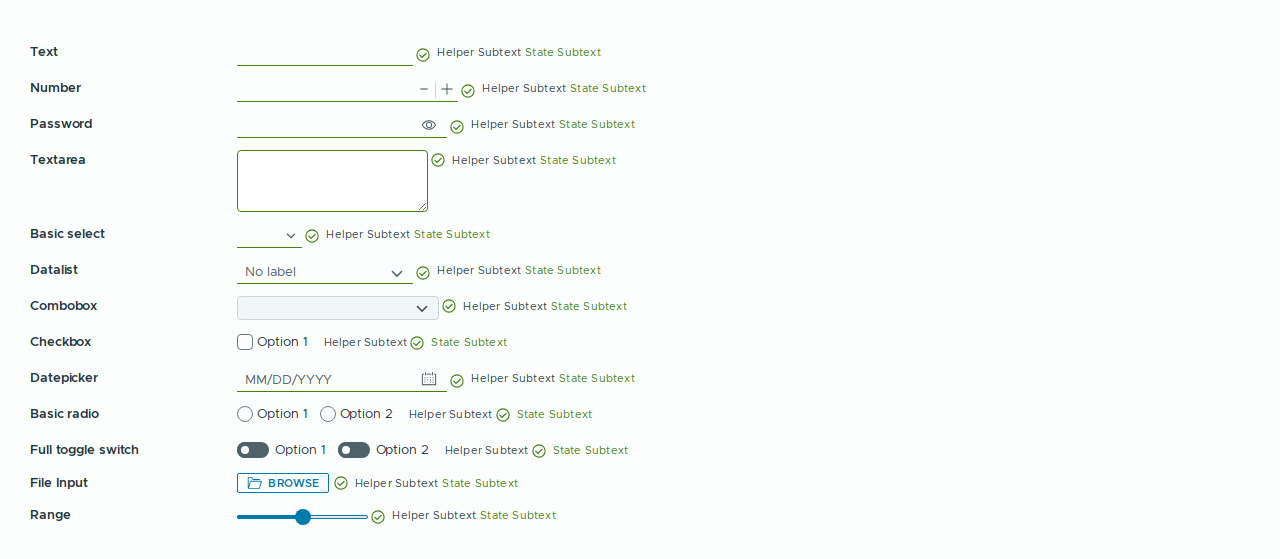 Text Helper Subtext State Subtext
Number Helper Subtext State Subtext
Password Helper Subtext State Subtext
Textarea Helper Subtext State Subtext
Basic select Helper Subtext State Subtext
Datalist No label Helper Subtext State Subtext
Combobox Helper Subtext State Subtext
Checkbox Option 1 Helper Subtext State Subtext
Datepicker MM/DD/YYYY Helper Subtext State Subtext
Basic radio Option 1 Option 2 Helper Subtext State Subtext
Full toggle switch Option 1 Option 2 Helper Subtext State Subtext
File Input BROWSE Helper Subtext State Subtext
Range Helper Subtext State Subtext